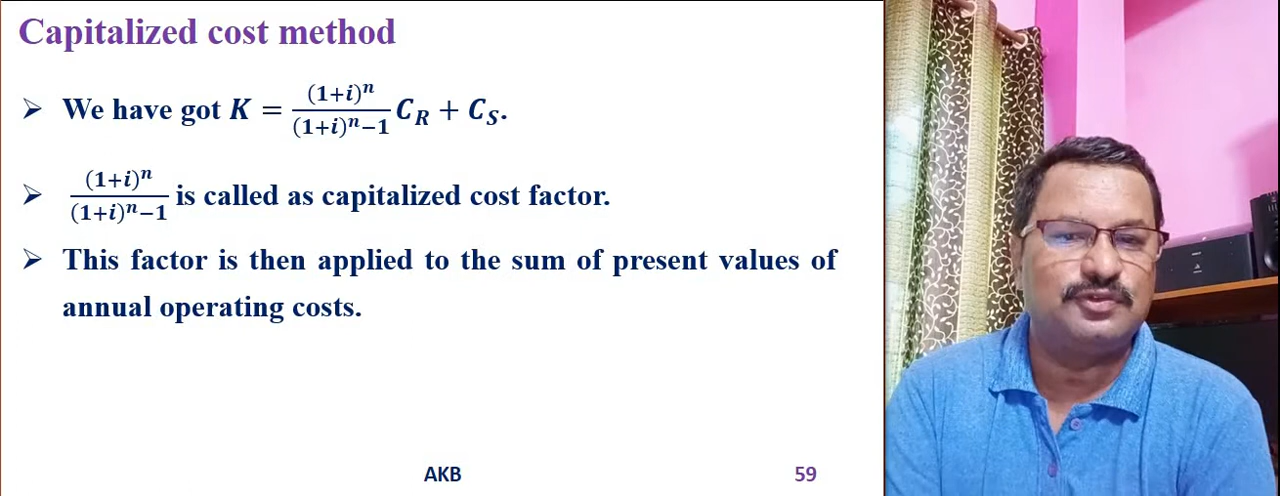 Capitalized cost method
➢ We have got K = (1+i)^n / ((1+i)^n−1) C_R + C_S.
➢ (1+i)^n / ((1+i)^n−1) is called as capitalized cost factor.
➢ This factor is then applied to the sum of present values of
annual operating costs.
AKB 59